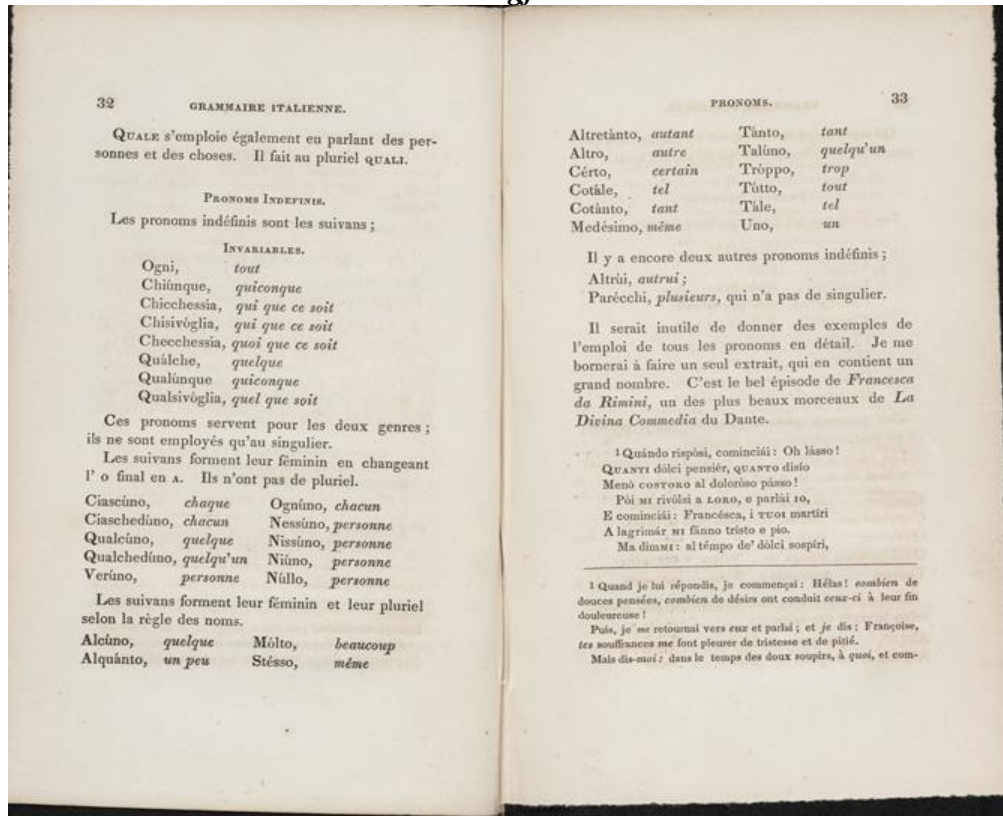 32
GRAMMAIRE ITALIENNE.
QUALE s'emploie également en parlant des per-
sonnes et des choses. Il fait au pluriel QUALI.
PRONOMS INDEFINIS.
Les pronoms indéfinis sont les suivans ;
INVARIABLES.
Ogni, tout
Chiùnque, quiconque
Chicchessìa, qui que ce soit
Chisivòglia, qui que ce soit
Checchessìa, quoi que ce soit
Quàlche, quelque
Qualùnque quiconque
Qualsivòglia, quel que soit
Ces pronoms servent pour les deux genres ;
ils ne sont employés qu'au singulier.
Les suivans forment leur féminin en changeant
l' o final en A. Ils n'ont pas de pluriel.
Ciascùno, chaque Ognùno, chacun
Ciaschedùno, chacun Nessùno, personne
Qualcùno, quelque Nissùno, personne
Qualchedùno, quelqu'un Niùno, personne
Verùno, personne Nùllo, personne
Les suivans forment leur féminin et leur pluriel
selon la règle des noms.
Alcùno, quelque Mòlto, beaucoup
Alquànto, un peu Stésso, même
PRONOMS.
33
Altretànto, autant Tànto, tant
Altro, autre Talùno, quelqu'un
Cérto, certain Tròppo, trop
Cotàle, tel Tùtto, tout
Cotànto, tant Tàle, tel
Medésimo, même Uno, un
Il y a encore deux autres pronoms indéfinis ;
Altrùi, autrui ;
Parécchi, plusieurs, qui n'a pas de singulier.
Il serait inutile de donner des exemples de
l'emploi de tous les pronoms en détail. Je me
bornerai à faire un seul extrait, qui en contient un
grand nombre. C'est le bel épisode de Francesca
da Rimini, un des plus beaux morceaux de La
Divina Commedia du Dante.
1 Quàndo rispòsi, cominciài : Oh làsso !
QUANTI dólci pensiér, QUANTO disìo
Menò COSTORO al doloròso pàsso !
Pòi MI rivòlsi a LORO, e parlài IO,
E cominciài : Francésca, i TUOI martìri
A lagrimàr MI fànno tristo e pìo.
Ma dimMI : al témpo de' dòlci sospìri,
1 Quand je lui répondis, je commençai : Hélas ! combien de
douces pensées, combien de désirs ont conduit ceux-ci à leur fin
douleureuse !
Puis, je me retournai vers eux et parlai ; et je dis : Françoise,
tes souffrances me font pleurer de tristesse et de pitié.
Mais dis-moi : dans le temps des doux soupirs, à quoi, et com-